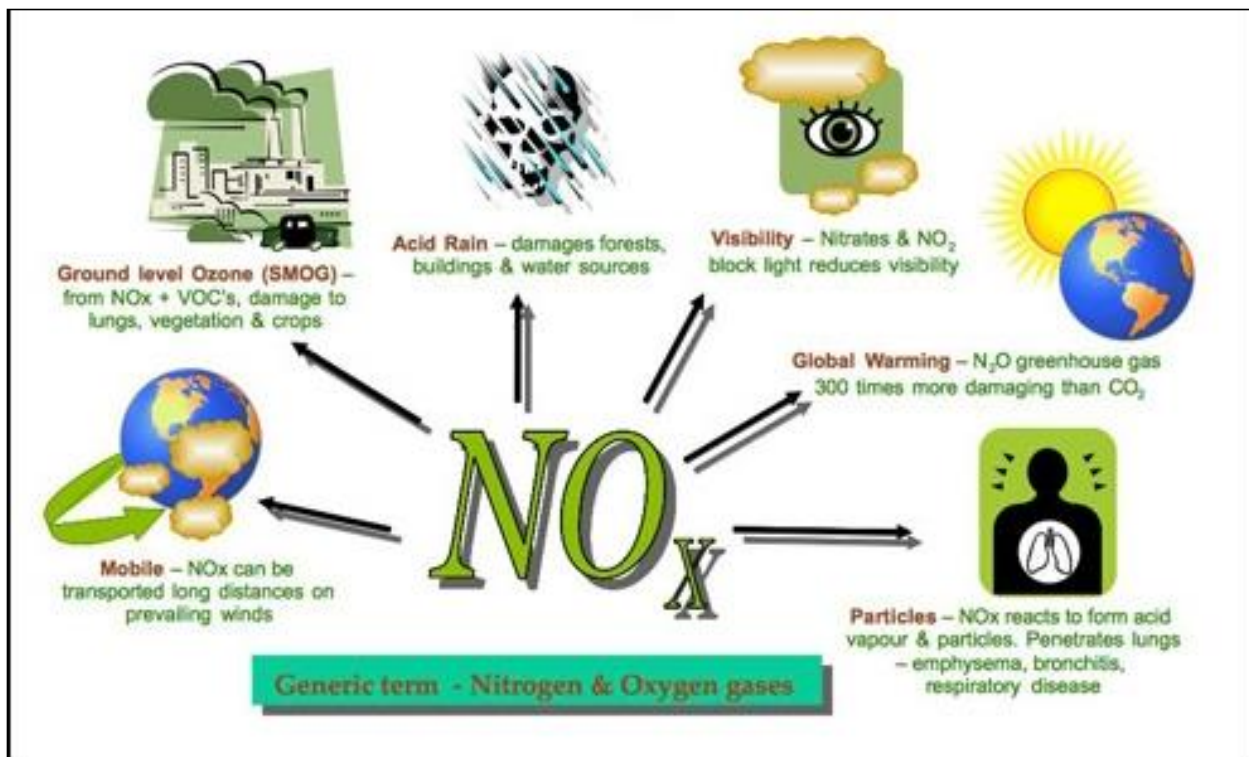 Ground level Ozone (SMOG) –
from NOx + VOC's, damage to
lungs, vegetation & crops
Acid Rain – damages forests,
buildings & water sources
Visibility – Nitrates & NO₂
block light reduces visibility
Global Warming – N₂O greenhouse gas
300 times more damaging than CO₂
Mobile – NOx can be
transported long distances on
prevailing winds
NOX
Particles – NOx reacts to form acid
vapour & particles. Penetrates lungs
– emphysema, bronchitis,
respiratory disease
Generic term - Nitrogen & Oxygen gases